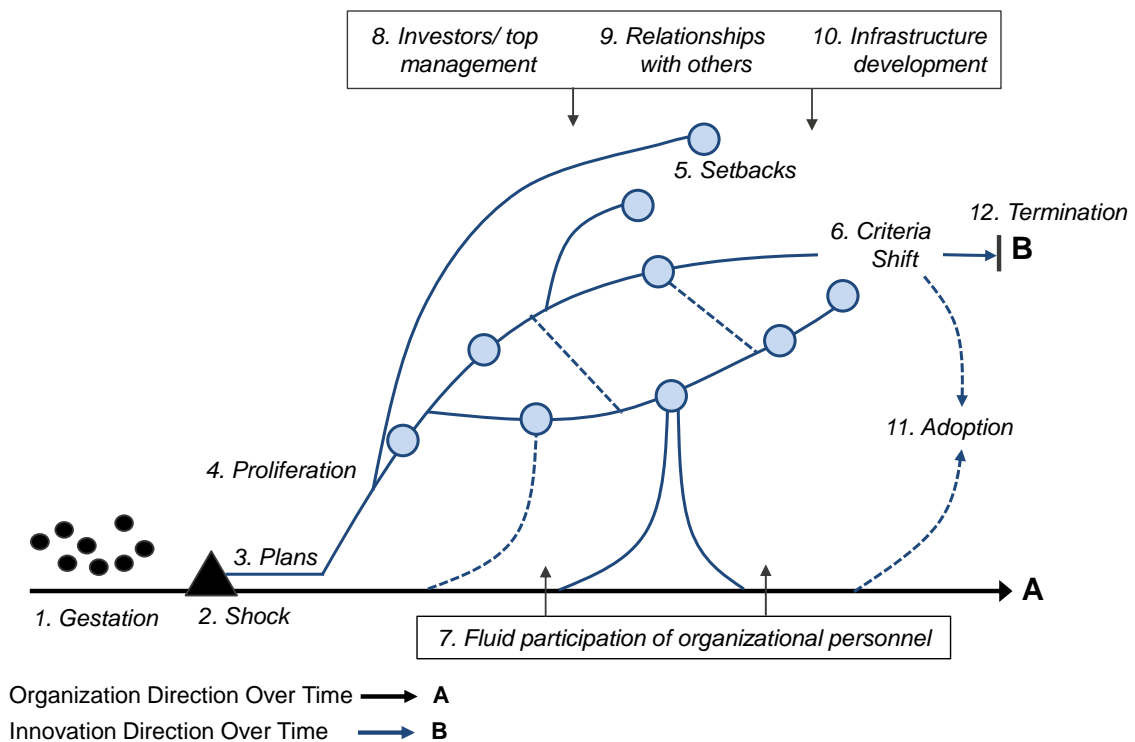 8. Investors/ top
management
9. Relationships
with others
10. Infrastructure
development
5. Setbacks
12. Termination
6. Criteria
Shift
B
11. Adoption
4. Proliferation
3. Plans
A
1. Gestation
2. Shock
7. Fluid participation of organizational personnel
Organization Direction Over Time A
Innovation Direction Over Time B